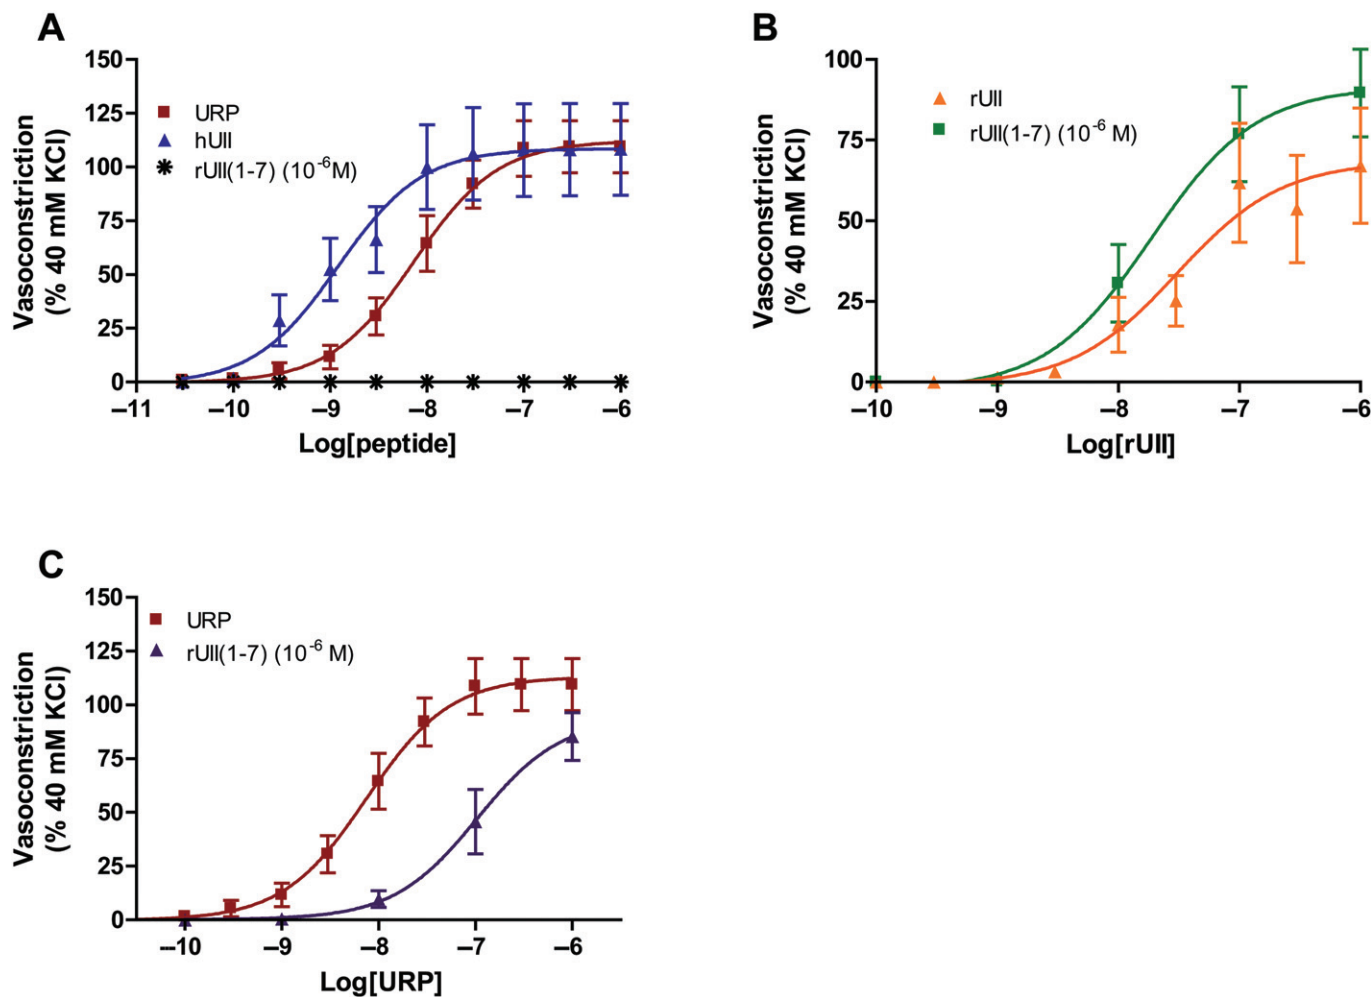 A
150
125
100
75
50
25
0
Vasoconstriction
(% 40 mM KCl)
URP
hUII
rUII(1-7) (10⁻⁶M)
–11 –10 –9 –8 –7 –6
Log[peptide]
B
100
75
50
25
0
Vasoconstriction
(% 40 mM KCl)
rUII
rUII(1-7) (10⁻⁶ M)
–10 –9 –8 –7 –6
Log[rUII]
C
150
125
100
75
50
25
0
Vasoconstriction
(% 40 mM KCl)
URP
rUII(1-7) (10⁻⁶ M)
–10 –9 –8 –7 –6
Log[URP]